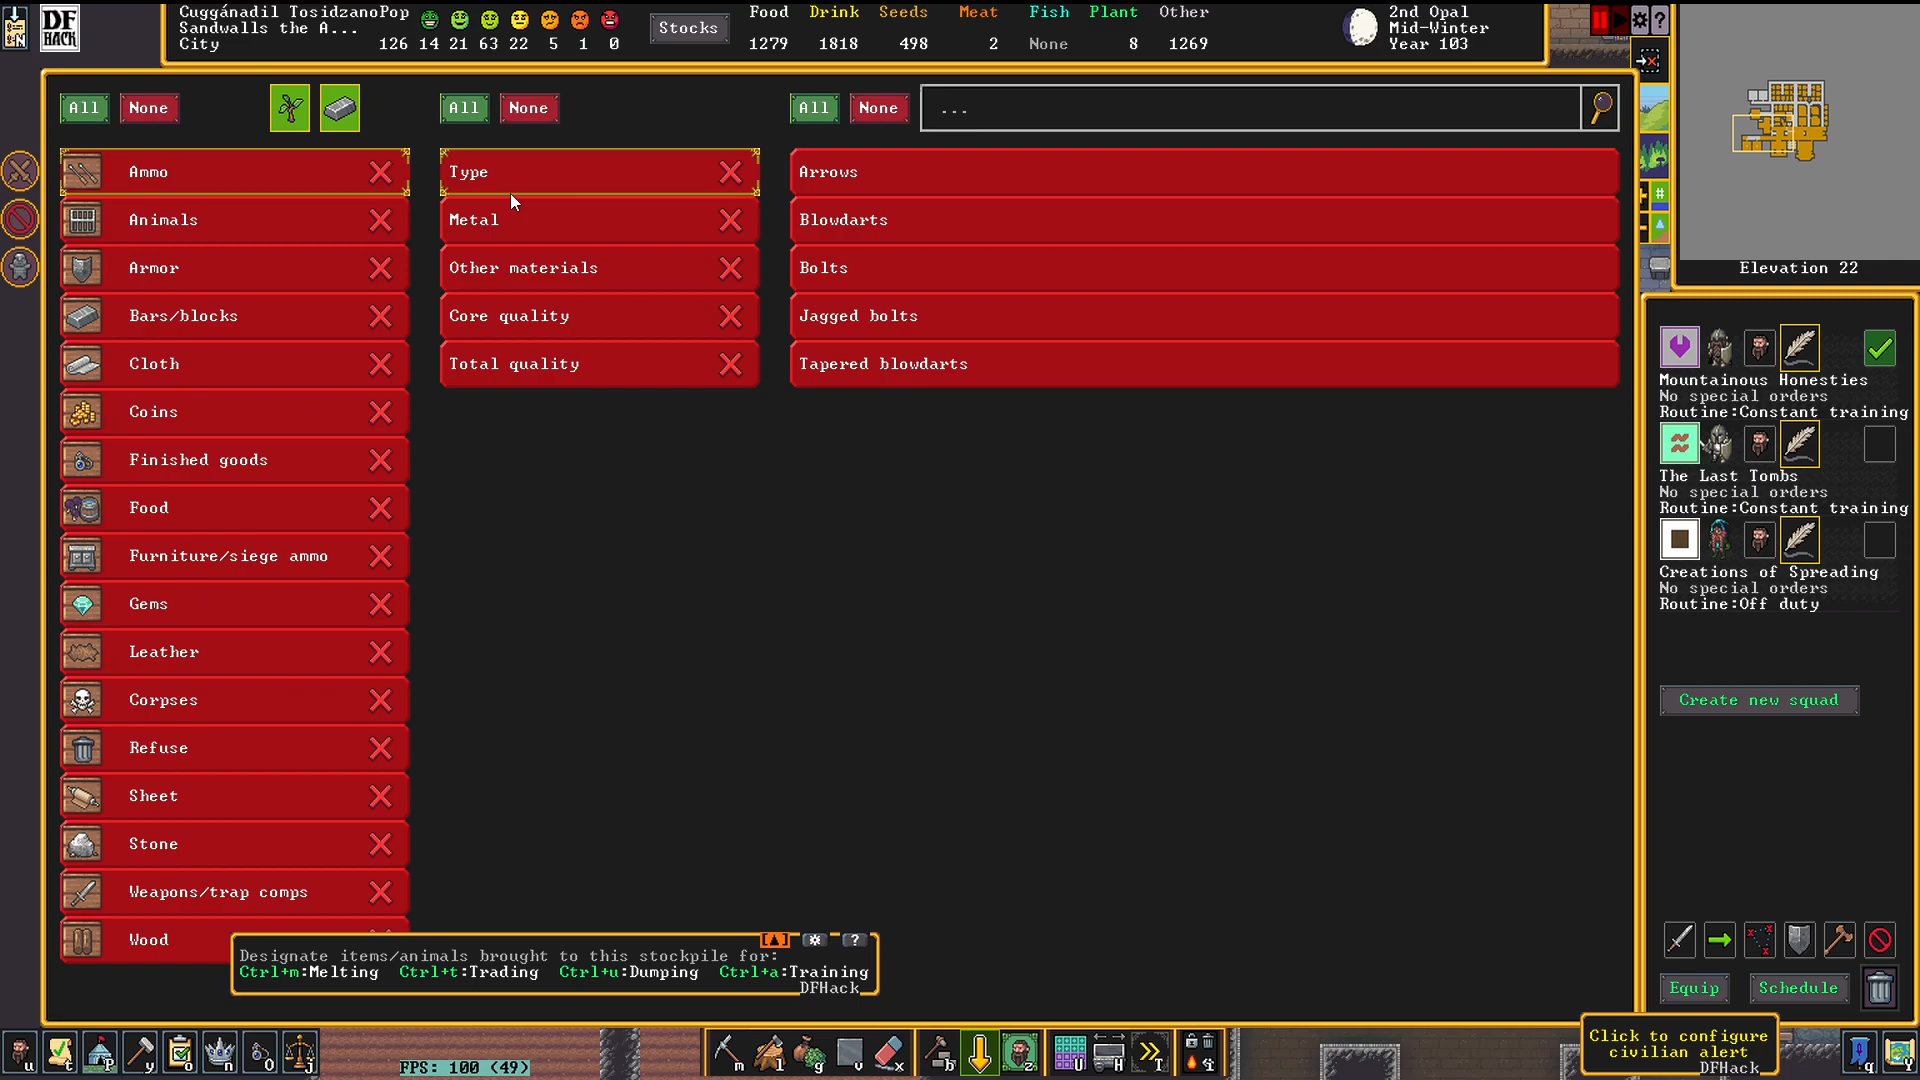 DF
HACK
Cuggánadil TosidzanoPop
Sandwalls the A...
City 126 14 21 63 22 5 1 0
Stocks
Food Drink Seeds Meat Fish Plant Other
1279 1818 498 2 None 8 1269
2nd Opal
Mid-Winter
Year 103
All None All None All None ...
Ammo
Animals
Armor
Bars/blocks
Cloth
Coins
Finished goods
Food
Furniture/siege ammo
Gems
Leather
Corpses
Refuse
Sheet
Stone
Weapons/trap comps
Wood
Type
Metal
Other materials
Core quality
Total quality
Arrows
Blowdarts
Bolts
Jagged bolts
Tapered blowdarts
Designate items/animals brought to this stockpile for:
Ctrl+m:Melting Ctrl+t:Trading Ctrl+u:Dumping Ctrl+a:Training
DFHack
Elevation 22
Mountainous Honesties
No special orders
Routine:Constant training
The Last Tombs
No special orders
Routine:Constant training
Creations of Spreading
No special orders
Routine:Off duty
Create new squad
Equip Schedule
Click to configure
civilian alert
DFHack
u t P y o n O j
FPS: 100 (49)
m l g v x b z U H T i
q Y